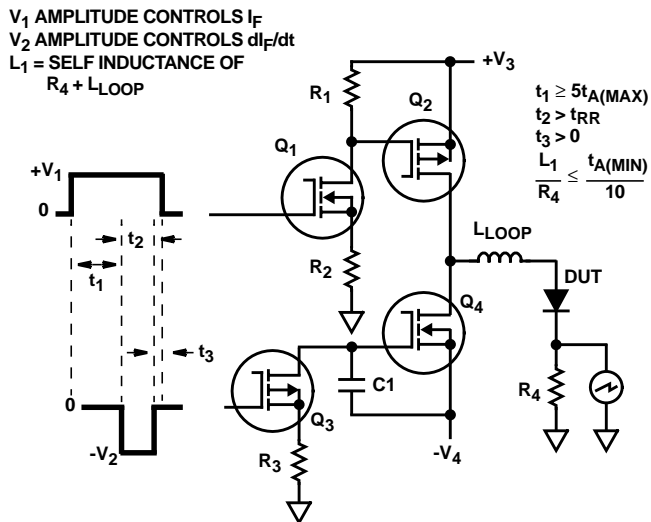 V1 AMPLITUDE CONTROLS IF
V2 AMPLITUDE CONTROLS dIF/dt
L1 = SELF INDUCTANCE OF
R4 + LLOOP
+V3
R1
Q2
t1 ≥ 5tA(MAX)
t2 > tRR
t3 > 0
L1
R4
≤
tA(MIN)
10
Q1
+V1
0
t2
t1
R2
LLOOP
DUT
Q4
t3
C1
R4
0
Q3
-V2
R3
-V4